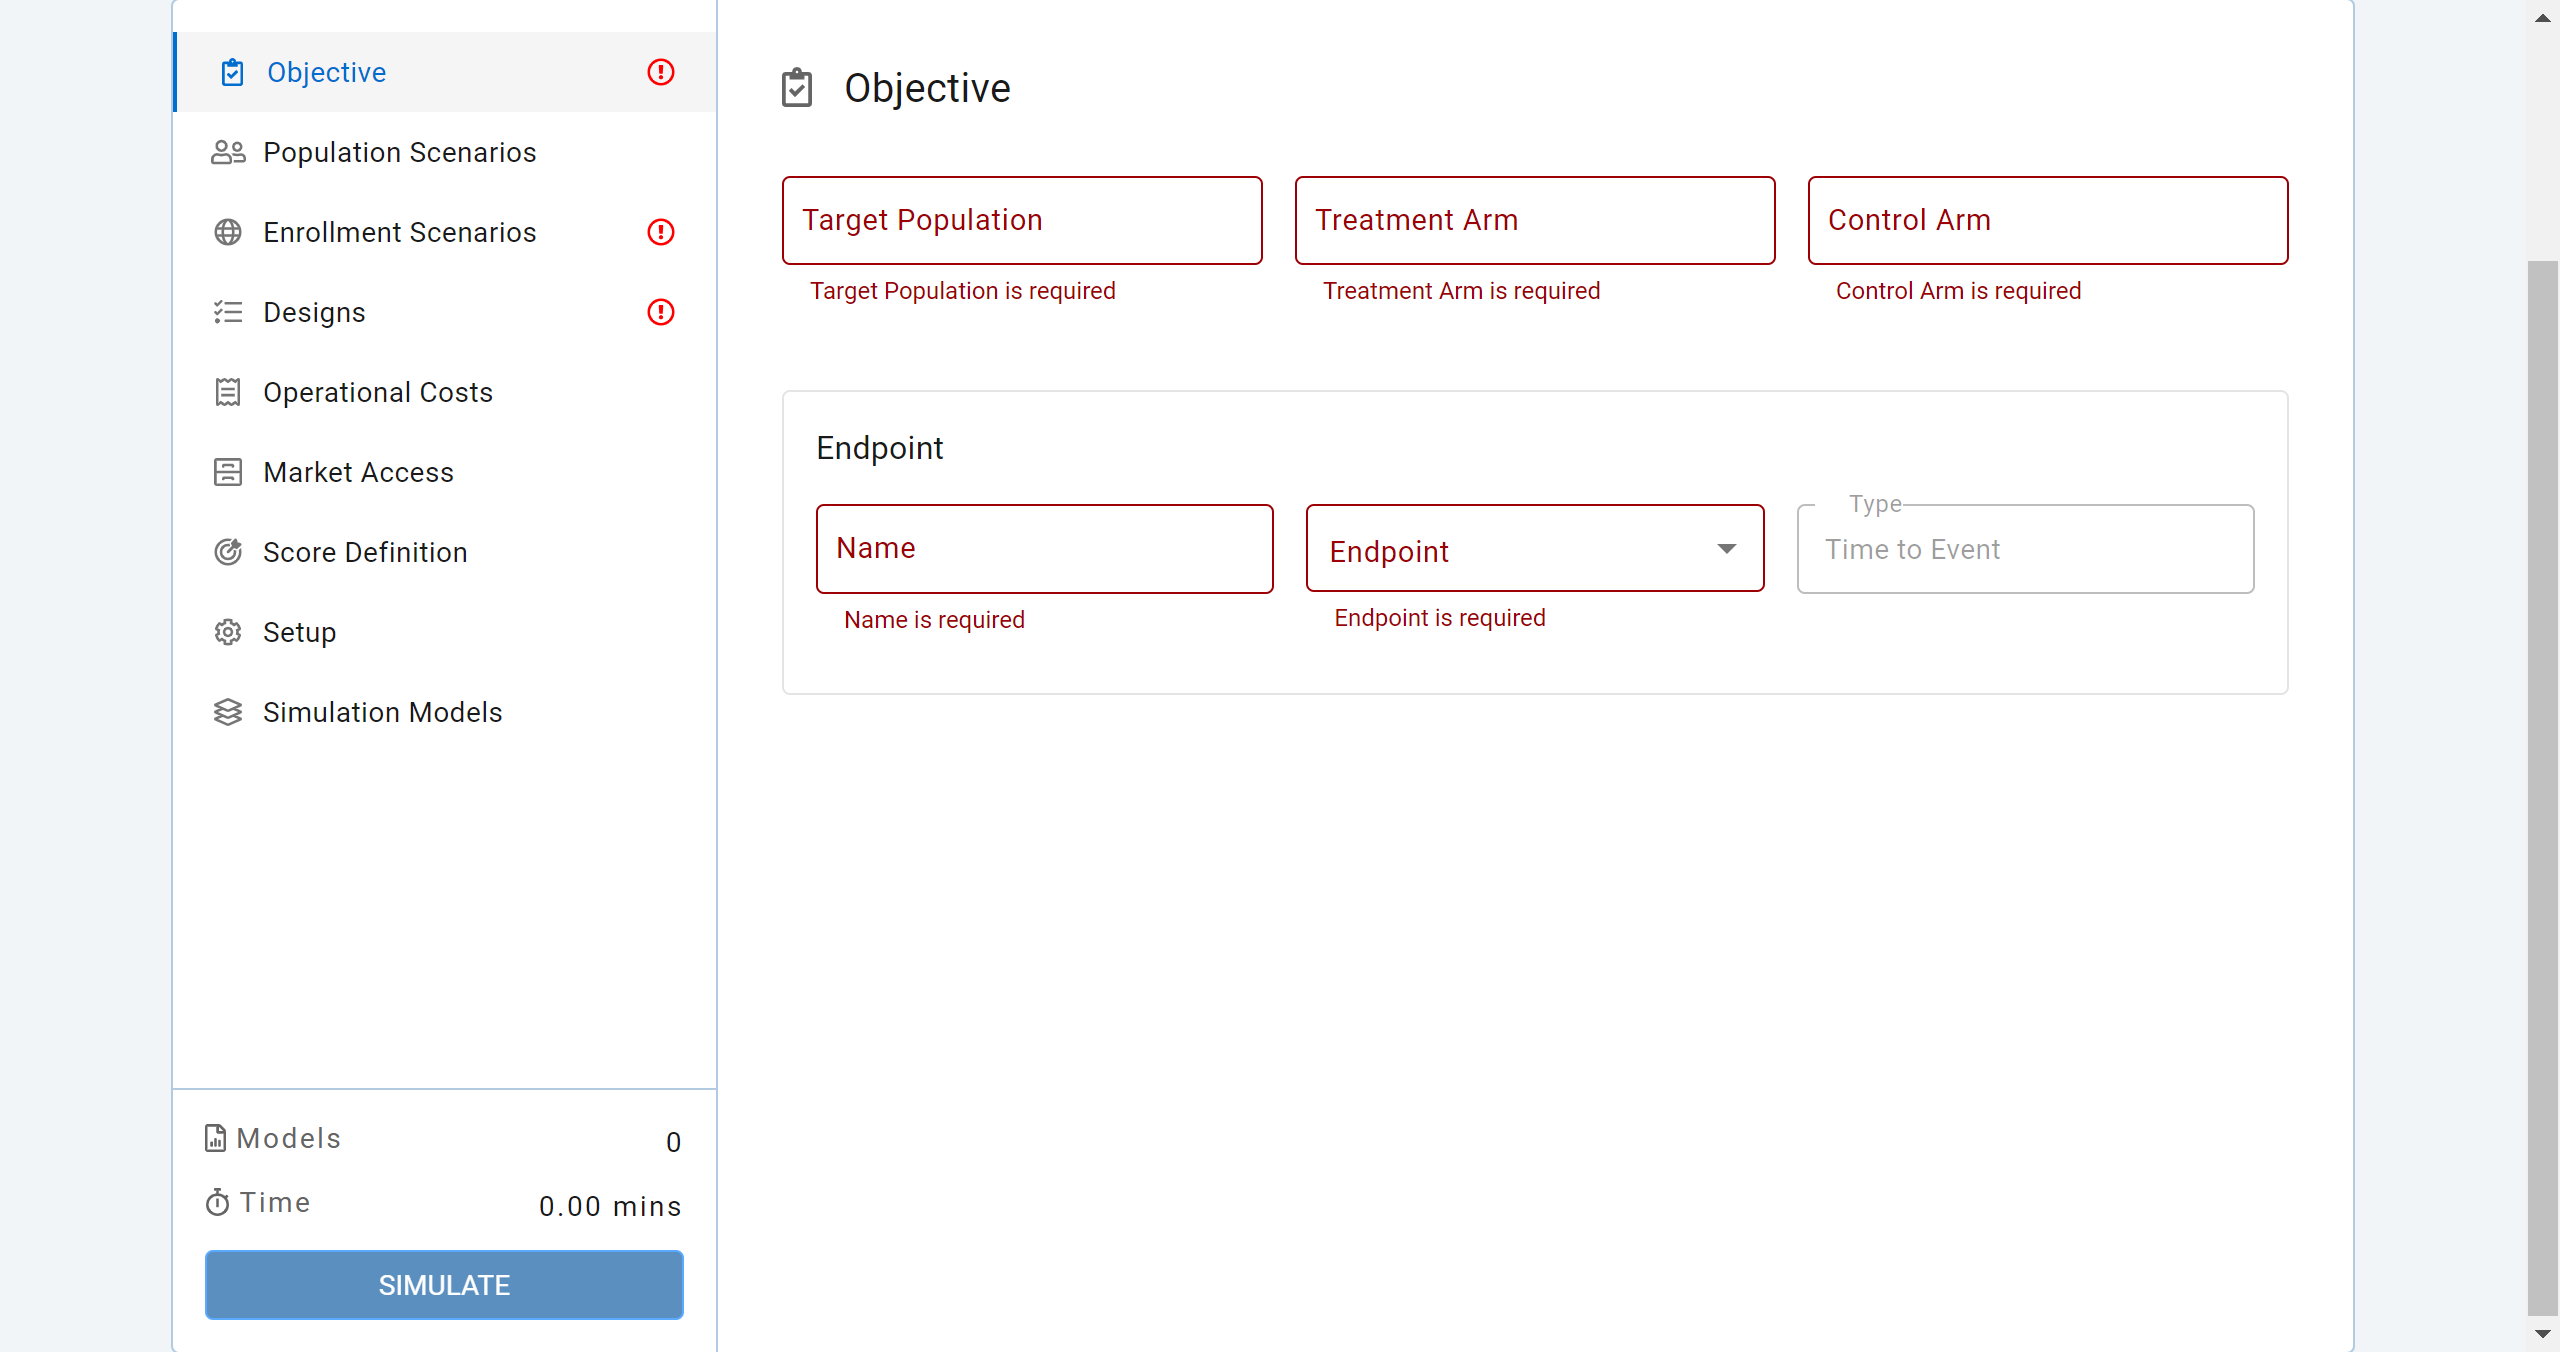 Objective
Population Scenarios
Enrollment Scenarios
Designs
Operational Costs
Market Access
Score Definition
Setup
Simulation Models
Models 0
Time 0.00 mins
SIMULATE
Objective
Target Population Treatment Arm Control Arm
Target Population is required Treatment Arm is required Control Arm is required
Endpoint
Type
Name Endpoint Time to Event
Name is required Endpoint is required